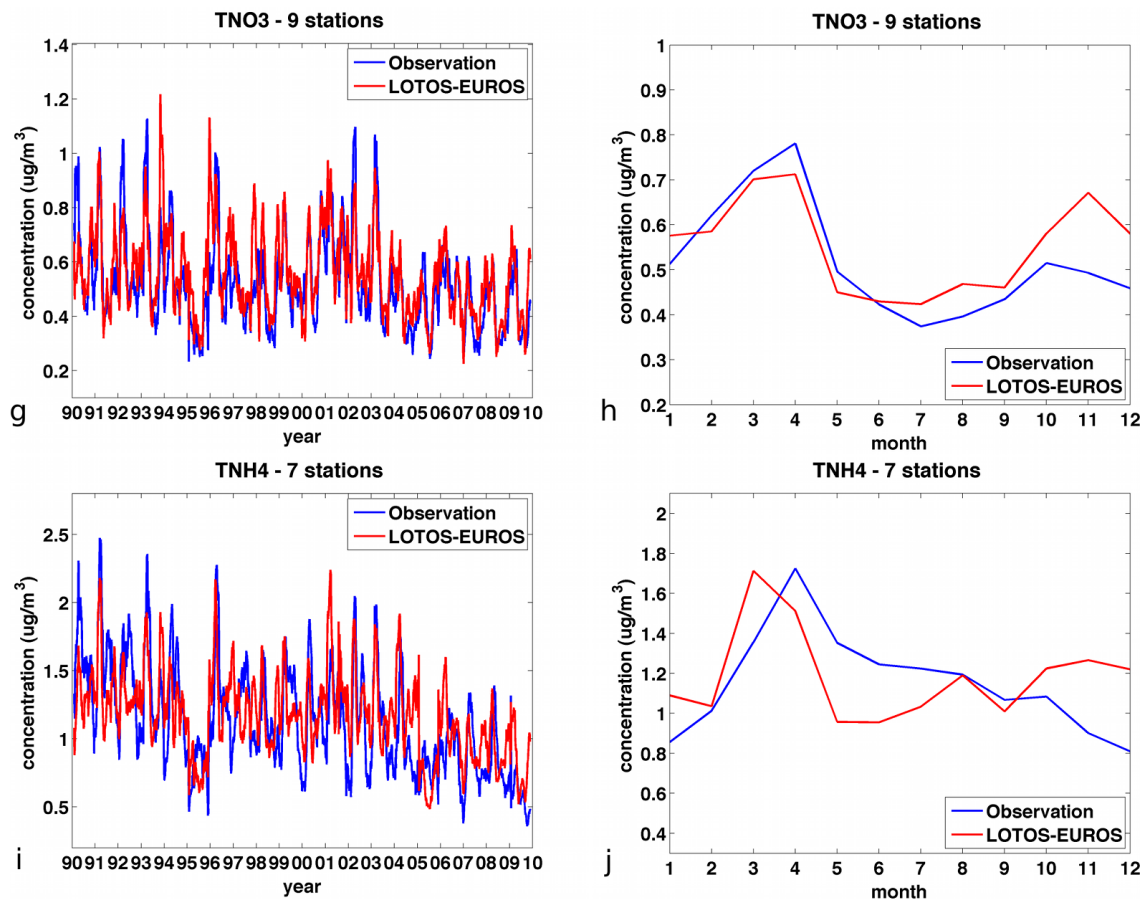 TNO3 - 9 stations
1.4
1.2
1
0.8
0.6
0.4
0.2
concentration (ug/m³)
Observation
LOTOS-EUROS
90 91 92 93 94 95 96 97 98 99 00 01 02 03 04 05 06 07 08 09 10
year
g
TNO3 - 9 stations
1
0.9
0.8
0.7
0.6
0.5
0.4
0.3
0.2
concentration (ug/m³)
Observation
LOTOS-EUROS
1 2 3 4 5 6 7 8 9 10 11 12
month
h
TNH4 - 7 stations
2.5
2
1.5
1
0.5
concentration (ug/m³)
Observation
LOTOS-EUROS
90 91 92 93 94 95 96 97 98 99 00 01 02 03 04 05 06 07 08 09 10
year
i
TNH4 - 7 stations
2
1.8
1.6
1.4
1.2
1
0.8
0.6
0.4
concentration (ug/m³)
Observation
LOTOS-EUROS
1 2 3 4 5 6 7 8 9 10 11 12
month
j